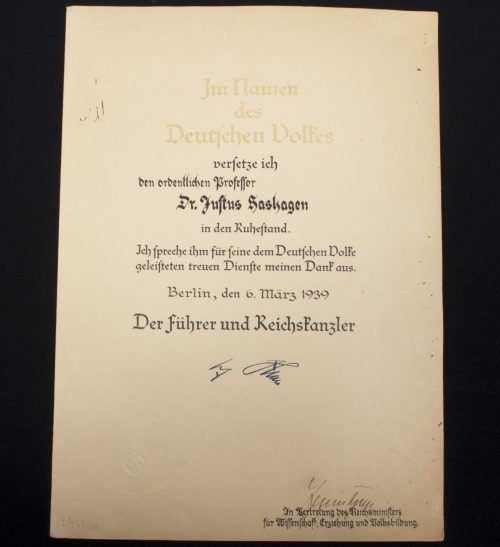 Im Namen
des
Deutschen Volkes
versetze ich
den ordentlichen Professor
Dr. Justus Hashagen
in den Ruhestand.
Ich spreche ihm für seine dem Deutschen Volke
geleisteten treuen Dienste meinen Dank aus.
Berlin, den 6. März 1939
Der Führer und Reichskanzler
In Vertretung des Reichsministers
für Wissenschaft, Erziehung und Volksbildung.